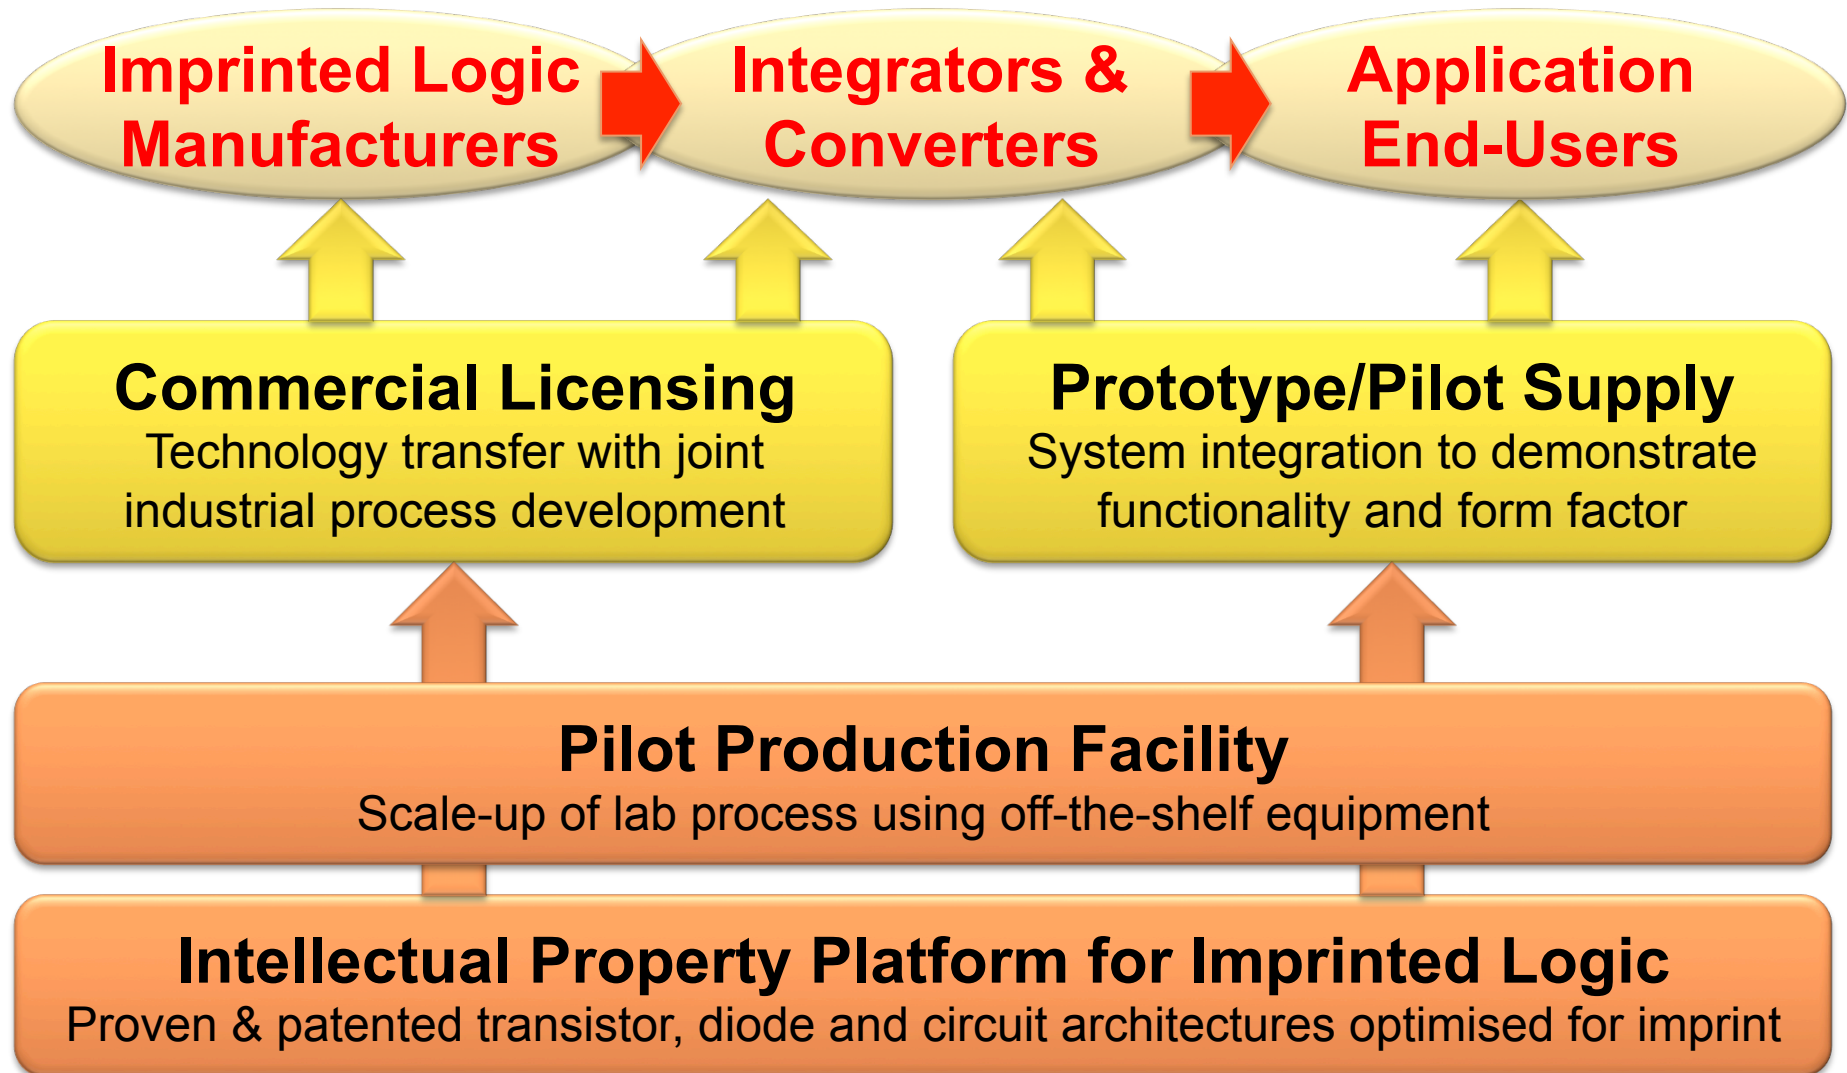 Imprinted Logic
Manufacturers
Integrators &
Converters
Application
End-Users
Commercial Licensing
Technology transfer with joint
industrial process development
Prototype/Pilot Supply
System integration to demonstrate
functionality and form factor
Pilot Production Facility
Scale-up of lab process using off-the-shelf equipment
Intellectual Property Platform for Imprinted Logic
Proven & patented transistor, diode and circuit architectures optimised for imprint